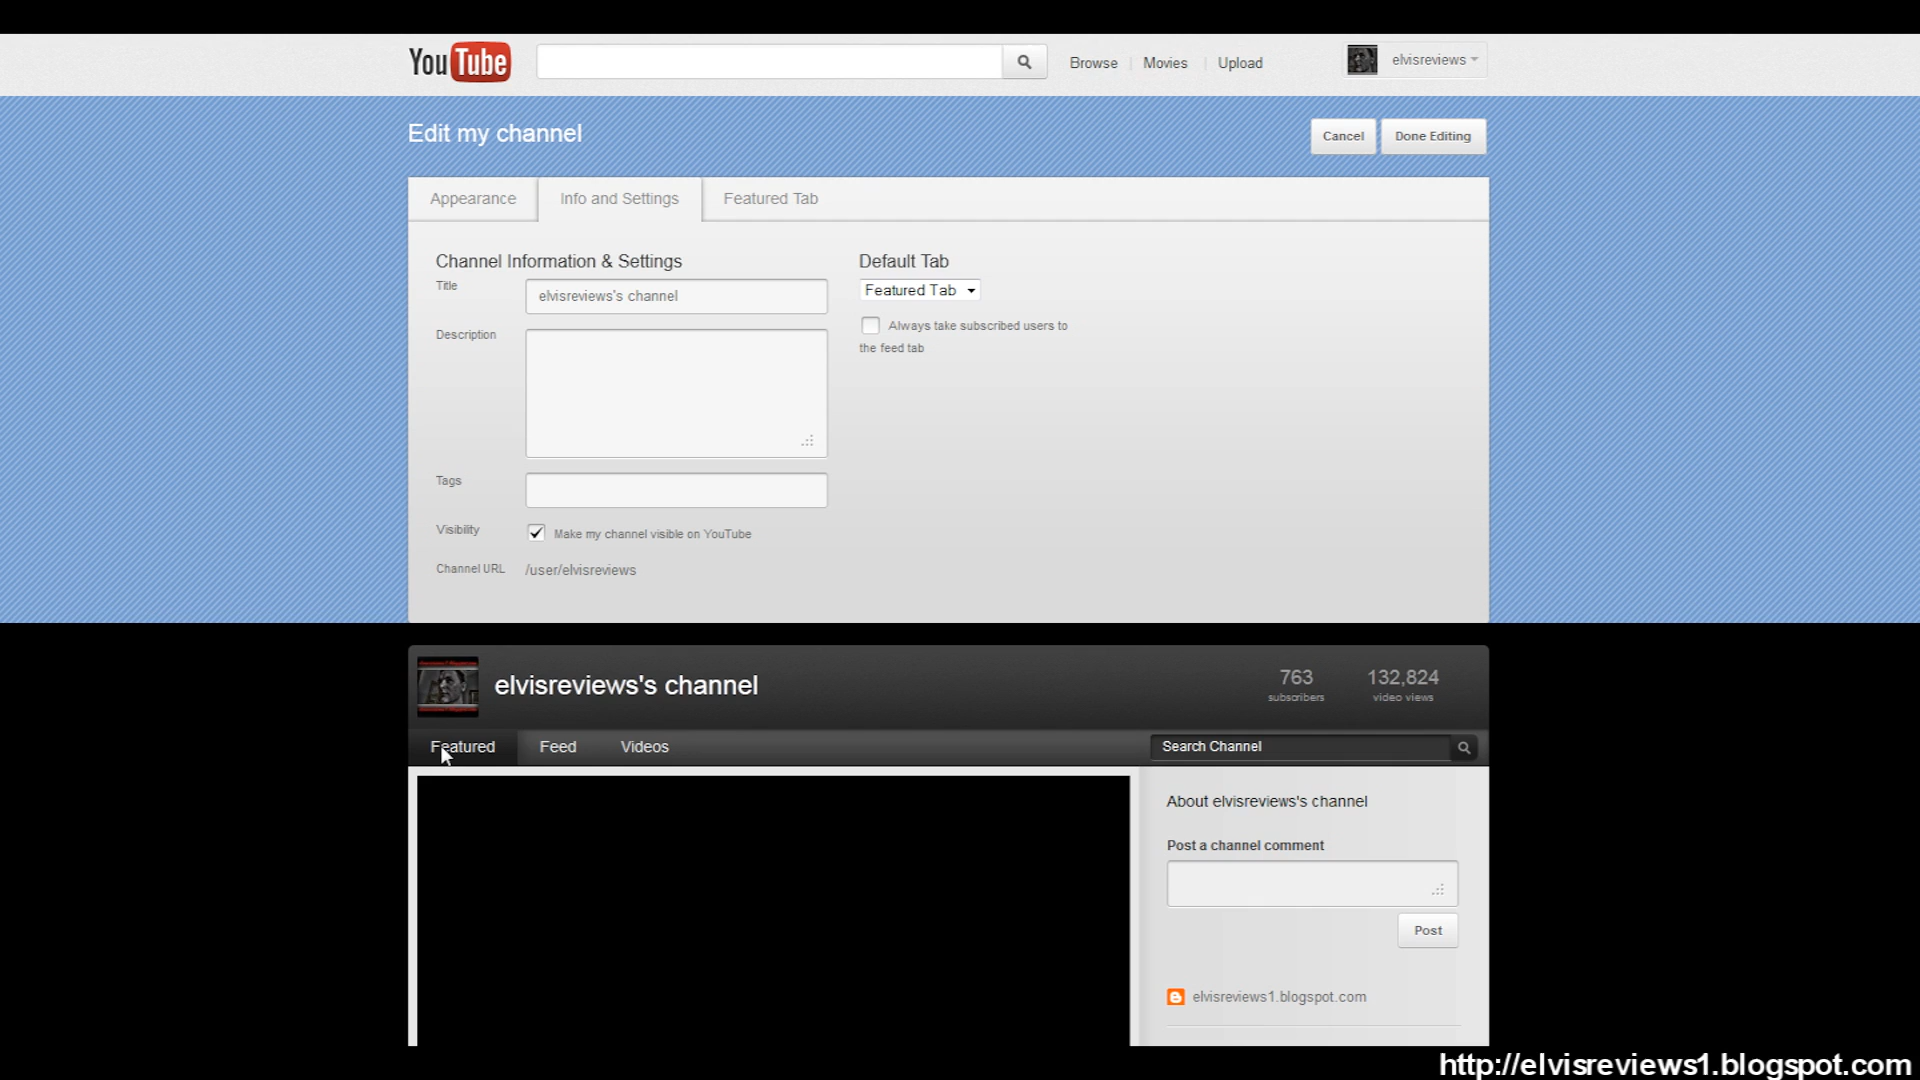 YouTube
Browse
Movies
Upload
elvisreviews
Edit my channel
Cancel
Done Editing
Appearance
Info and Settings
Featured Tab
Channel Information & Settings
Title
elvisreviews's channel
Description
Tags
Visibility
Make my channel visible on YouTube
Channel URL
/user/elvisreviews
Default Tab
Featured Tab
Always take subscribed users to
the feed tab
elvisreviews's channel
763
subscribers
132,824
video views
Featured
Feed
Videos
Search Channel
About elvisreviews's channel
Post a channel comment
Post
elvisreviews1.blogspot.com
http://elvisreviews1.blogspot.com